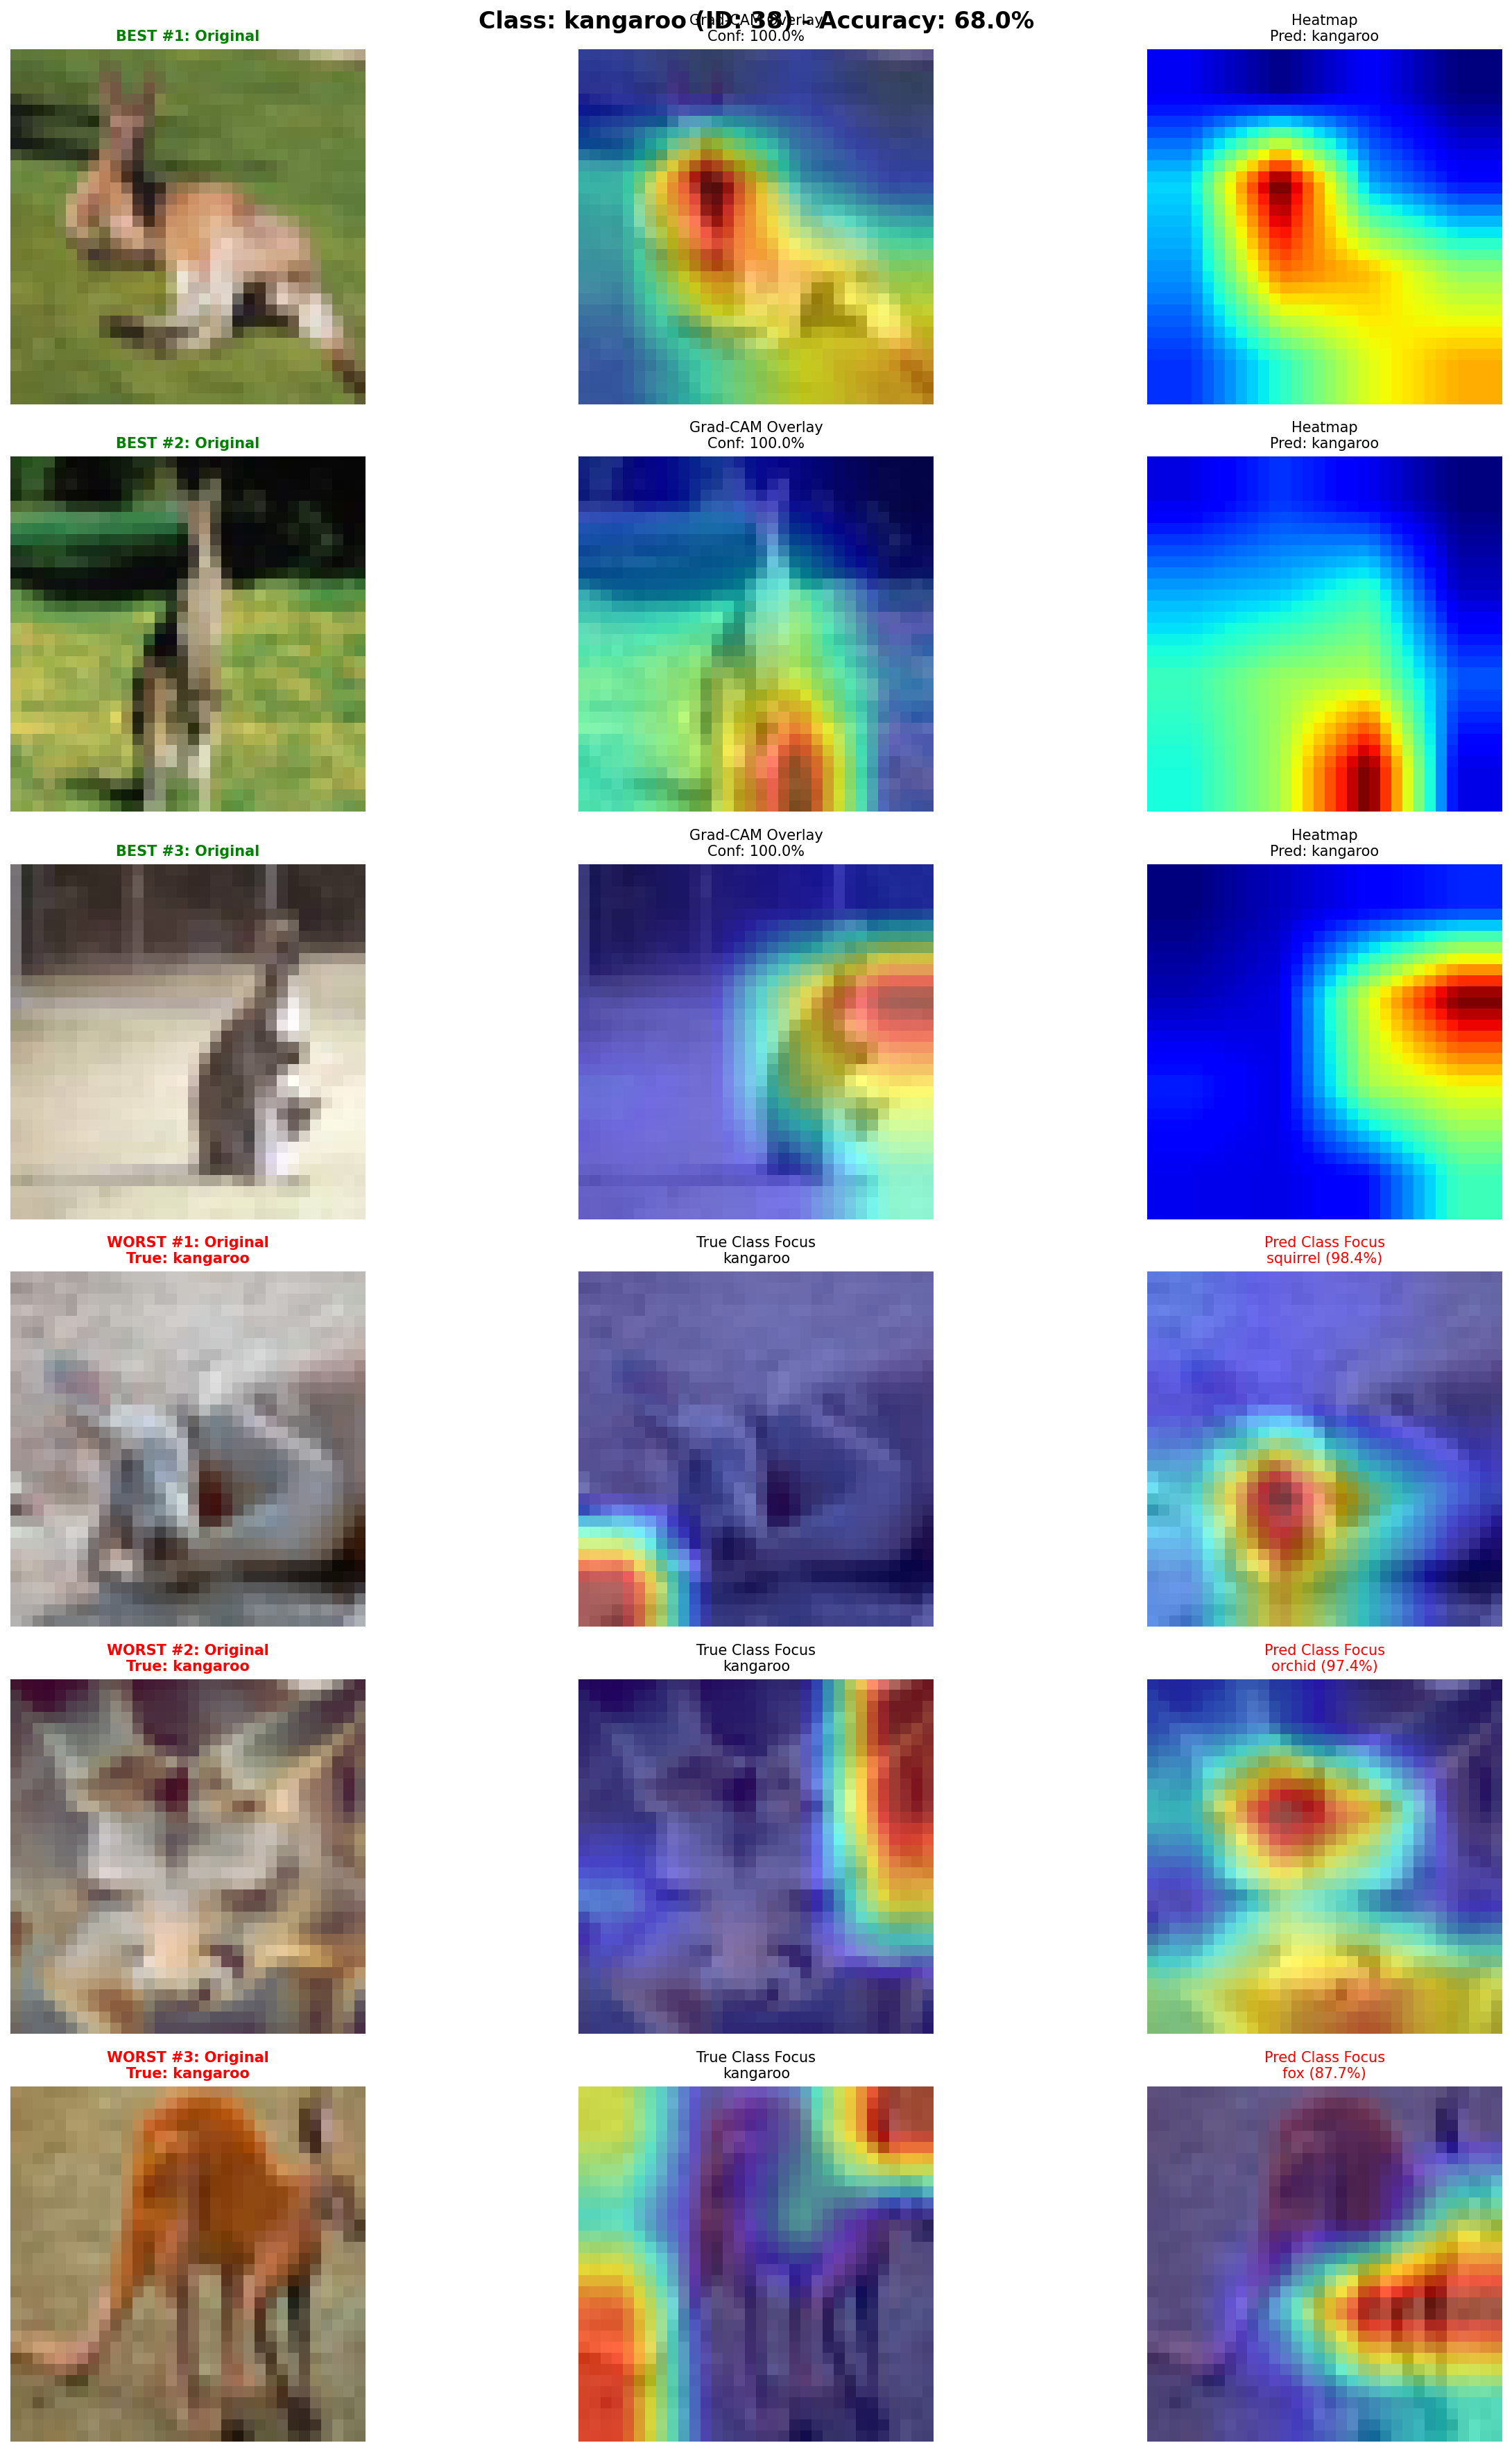 Class: kangaroo (ID: 38) - Accuracy: 68.0%
BEST #1: Original
Grad-CAM Overlay
Conf: 100.0%
Heatmap
Pred: kangaroo
BEST #2: Original
Grad-CAM Overlay
Conf: 100.0%
Heatmap
Pred: kangaroo
BEST #3: Original
Grad-CAM Overlay
Conf: 100.0%
Heatmap
Pred: kangaroo
WORST #1: Original
True: kangaroo
True Class Focus
kangaroo
Pred Class Focus
squirrel (98.4%)
WORST #2: Original
True: kangaroo
True Class Focus
kangaroo
Pred Class Focus
orchid (97.4%)
WORST #3: Original
True: kangaroo
True Class Focus
kangaroo
Pred Class Focus
fox (87.7%)